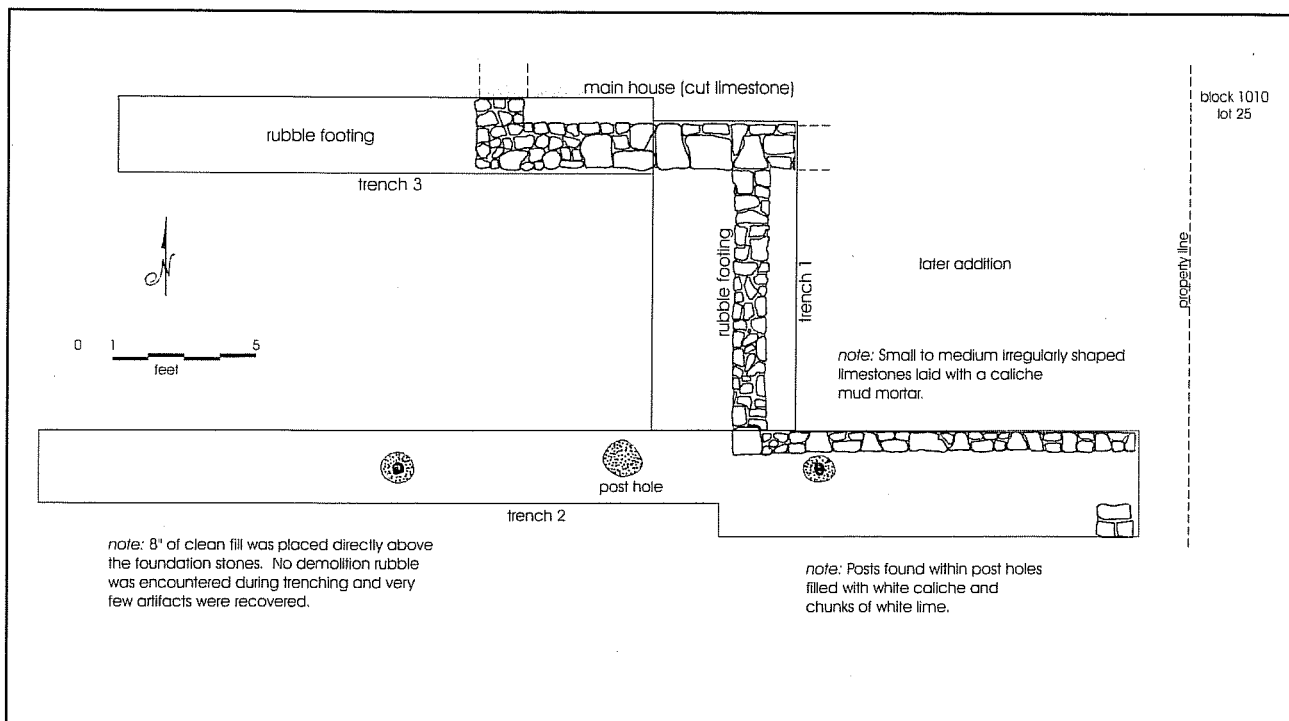 main house (cut limestone)
block 1010
lot 25
rubble footing
trench 3
N
rubble footing
trench 1
later addition
property line
0 1 5
feet
note: Small to medium irregularly shaped
limestones laid with a caliche
mud mortar.
post hole
trench 2
note: 8" of clean fill was placed directly above
the foundation stones. No demolition rubble
was encountered during trenching and very
few artifacts were recovered.
note: Posts found within post holes
filled with white caliche and
chunks of white lime.